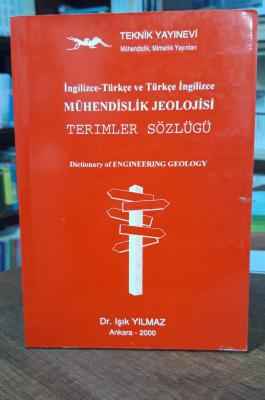 TEKNİK YAYINEVİ
Mühendislik, Mimarlık Yayınları
İngilizce-Türkçe ve Türkçe İngilizce
MÜHENDİSLİK JEOLOJİSİ
TERIMLER SÖZLÜGÜ
Dictionary of ENGINEERING GEOLOGY
Dr. Işık YILMAZ
Ankara - 2000